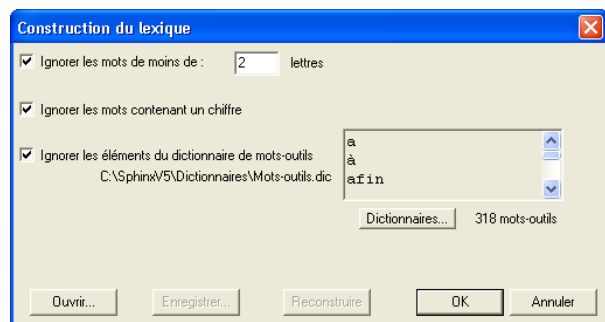 Construction du lexique
Ignorer les mots de moins de : 2 lettres
Ignorer les mots contenant un chiffre
Ignorer les éléments du dictionnaire de mots-outils
C:\SphinxV5\Dictionnaires\Mots-outils.dic
a
à
afin
Dictionnaires... 318 mots-outils
Ouvrir... Enregistrer... Reconstruire OK Annuler